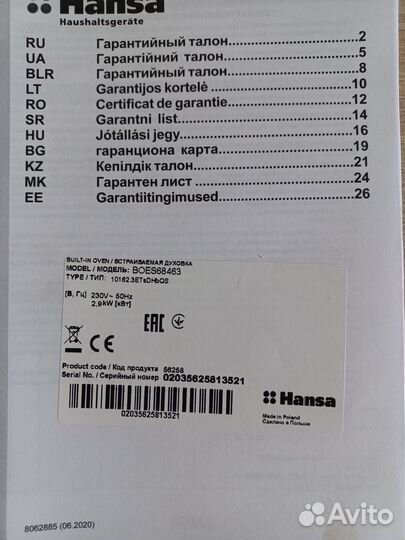 Hansa
Haushaltsgeräte
RU Гарантийный талон 2
UA Гарантійний талон 5
BLR Гарантийный талон 8
LT Garantijos kortelė 10
RO Certificat de garantie 12
SR Garantni list 14
HU Jótállási jegy 16
BG гаранционна карта 19
KZ Кепілдік талон 21
MK Гарантен лист 24
EE Garantiitingimused 26
BUILT-IN OVEN / ВСТРАИВАЕМАЯ ДУХОВКА
MODEL / МОДЕЛЬ: BOES68463
TYPE / ТИП: 10162.3ETsDHbQS
[В, Гц] 230V~ 50Hz
2,9kW [кВт]
EAC
CE
Product code / Код продукта 56258
Serial No. / Серийный номер 02035625813521
02035625813521
Hansa
Made in Poland
Сделано в Польше
8062885 (06.2020)
Avito